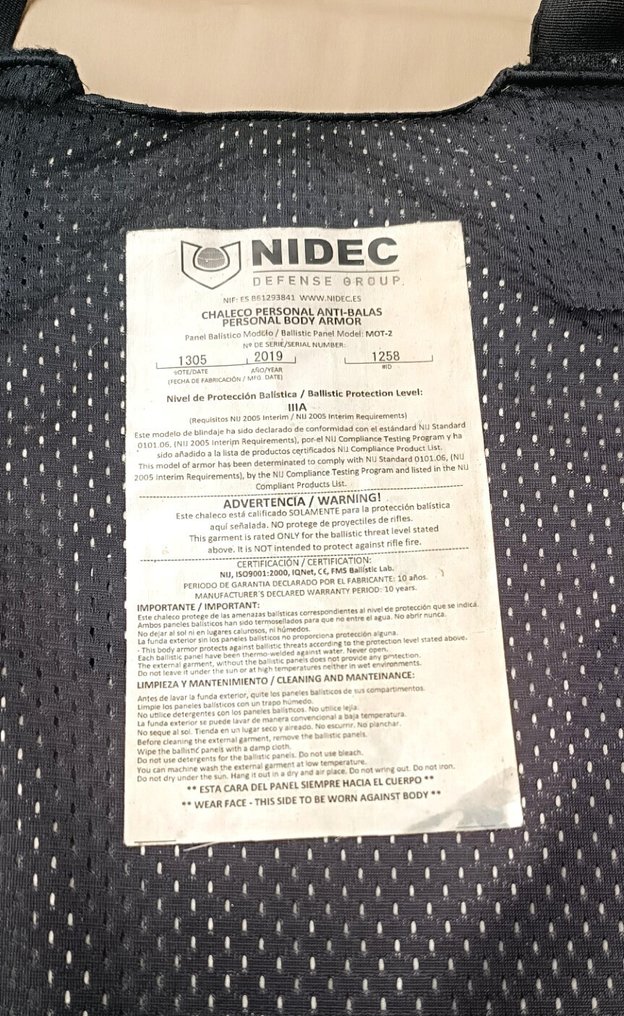 NIDEC
DEFENSE GROUP.
NIF: ES B61293841 WWW.NIDEC.ES
CHALECO PERSONAL ANTI-BALAS
PERSONAL BODY ARMOR
Panel Balístico Modelo / Ballistic Panel Model: MOT-2
Nº DE SERIE/SERIAL NUMBER:
1305 2019 1258
LOTE/DATE AÑO/YEAR #ID
(FECHA DE FABRICACIÓN / MFG DATE)
Nivel de Protección Balística / Ballistic Protection Level:
IIIA
(Requisitos NIJ 2005 Interim / NIJ 2005 Interim Requirements)
Este modelo de blindaje ha sido declarado de conformidad con el estándard NIJ Standard
0101.06, (NIJ 2005 Interim Requirements), por el NIJ Compliance Testing Program y ha
sido añadido a la lista de productos certificados NIJ Compliance Product List.
This model of armor has been determined to comply with NIJ Standard 0101.06, (NIJ
2005 Interim Requirements), by the NIJ Compliance Testing Program and listed in the NIJ
Compliant Products List.
ADVERTENCIA / WARNING!
Este chaleco está calificado SOLAMENTE para la protección balística
aquí señalada. NO protege de proyectiles de rifles.
This garment is rated ONLY for the ballistic threat level stated
above. It is NOT intended to protect against rifle fire.
CERTIFICACIÓN / CERTIFICATION:
NIJ, ISO9001:2000, IQNet, CE, FMS Ballistic Lab.
PERIODO DE GARANTIA DECLARADO POR EL FABRICANTE: 10 años.
MANUFACTURER´S DECLARED WARRANTY PERIOD: 10 years.
IMPORTANTE / IMPORTANT:
Este chaleco protege de las amenazas balísticas correspondientes al nivel de protección que se indica.
Ambos paneles balísticos han sido termosellados para que no entre el agua. No abrir nunca.
No dejar al sol ni en lugares calurosos, ni húmedos.
La funda exterior sin los paneles balísticos no proporciona protección alguna.
- This body armor protects against ballistic threats according to the protection level stated above.
Each ballistic panel have been thermo-welded against water. Never open.
The external garment, without the ballistic panels does not provide any protection.
Do not leave it under the sun or at high temperatures neither in wet environments.
LIMPIEZA Y MANTENIMIENTO / CLEANING AND MANTEINANCE:
Antes de lavar la funda exterior, quite los paneles balísticos de sus compartimentos.
Limpie los paneles balísticos con un trapo húmedo.
No utilice detergentes con los paneles balísticos. No utilice lejía.
La funda exterior se puede lavar de manera convencional a baja temperatura.
No seque al sol. Tienda en un lugar seco y aireado. No escurrir. No planchar.
Before cleaning the external garment, remove the ballistic panels.
Wipe the ballistic panels with a damp cloth.
Do not use detergents for the ballistic panels. Do not use bleach.
You can machine wash the external garment at low temperature.
Do not dry under the sun. Hang it out in a dry and air place. Do not wring out. Do not iron.
** ESTA CARA DEL PANEL SIEMPRE HACIA EL CUERPO **
** WEAR FACE - THIS SIDE TO BE WORN AGAINST BODY **